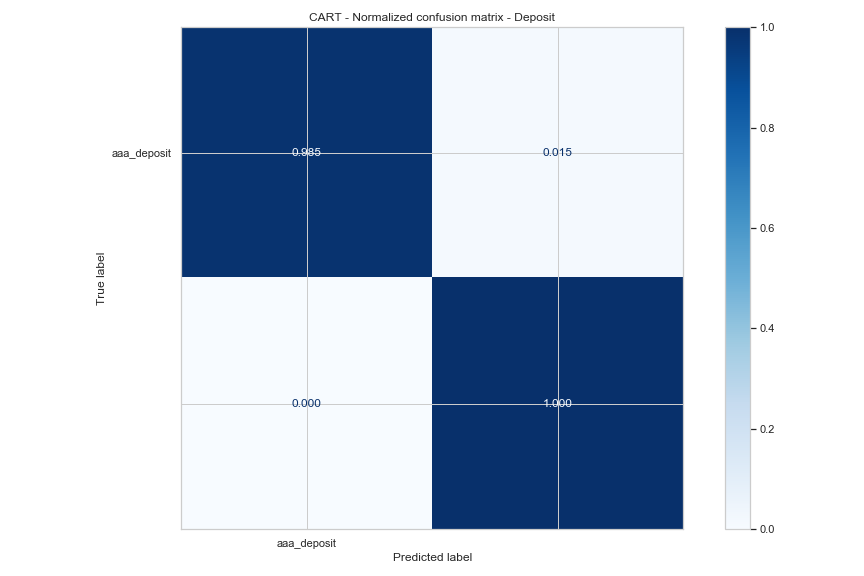 CART - Normalized confusion matrix - Deposit
1.0
0.8
0.6
0.4
0.2
0.0
True label
aaa_deposit
0.985
0.015
0.000
1.000
aaa_deposit
Predicted label